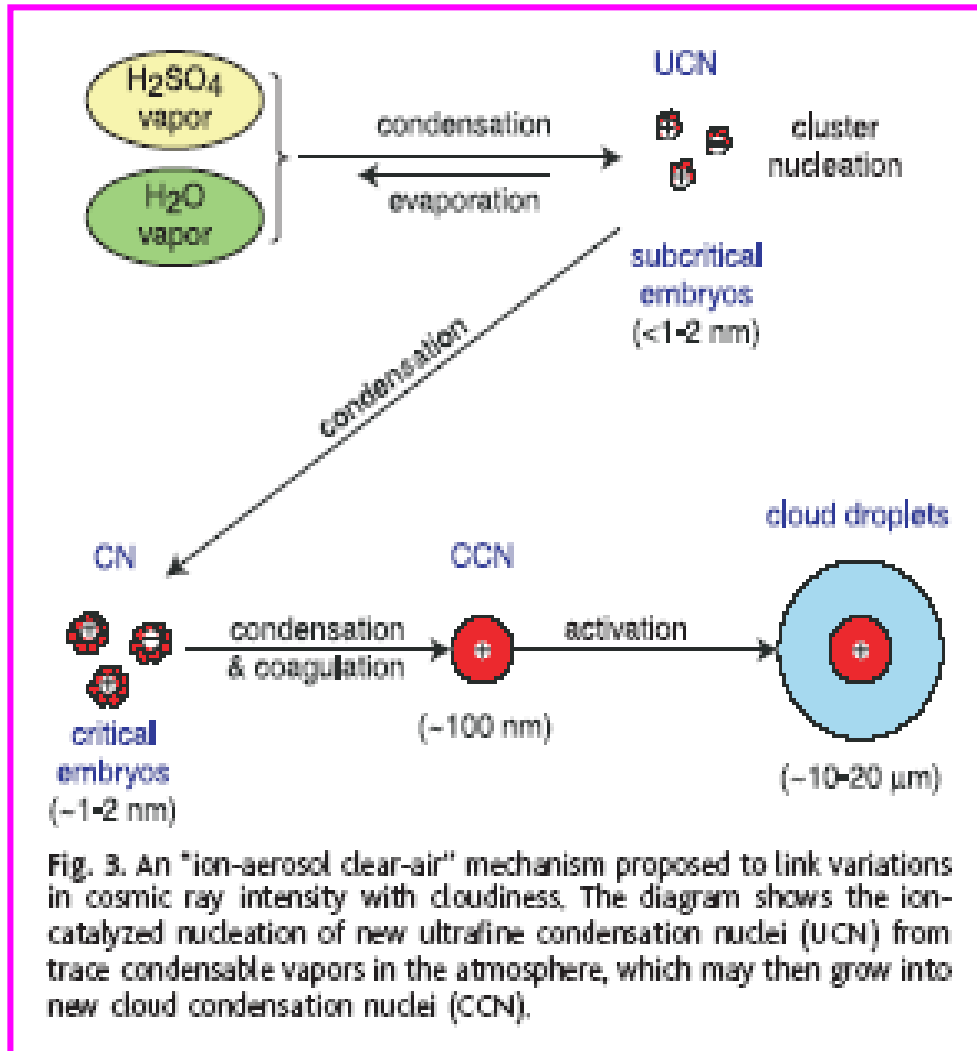 H2SO4
vapor
H2O
vapor
condensation
evaporation
UCN
cluster
nucleation
subcritical
embryos
(<1-2 nm)
condensation
CN
critical
embryos
(~1-2 nm)
condensation
& coagulation
CCN
(~100 nm)
activation
cloud droplets
(~10-20 µm)
Fig. 3. An "ion-aerosol clear-air" mechanism proposed to link variations
in cosmic ray intensity with cloudiness. The diagram shows the ion-
catalyzed nucleation of new ultrafine condensation nuclei (UCN) from
trace condensable vapors in the atmosphere, which may then grow into
new cloud condensation nuclei (CCN).